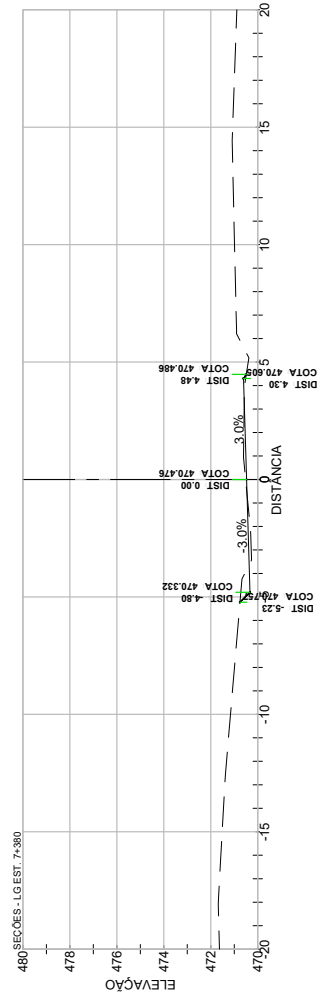 SEÇÕES - LG EST. 7+380
ELEVAÇÃO
480
478
476
474
472
470
DIST -5.23
DIST -4.80
COTA 470.332
DIST 0.00
COTA 470.476
DIST 4.30
COTA 470.605
DIST 4.48
COTA 470.486
-3.0%
3.0%
-20
-15
-10
-5
0
5
10
15
20
DISTÂNCIA